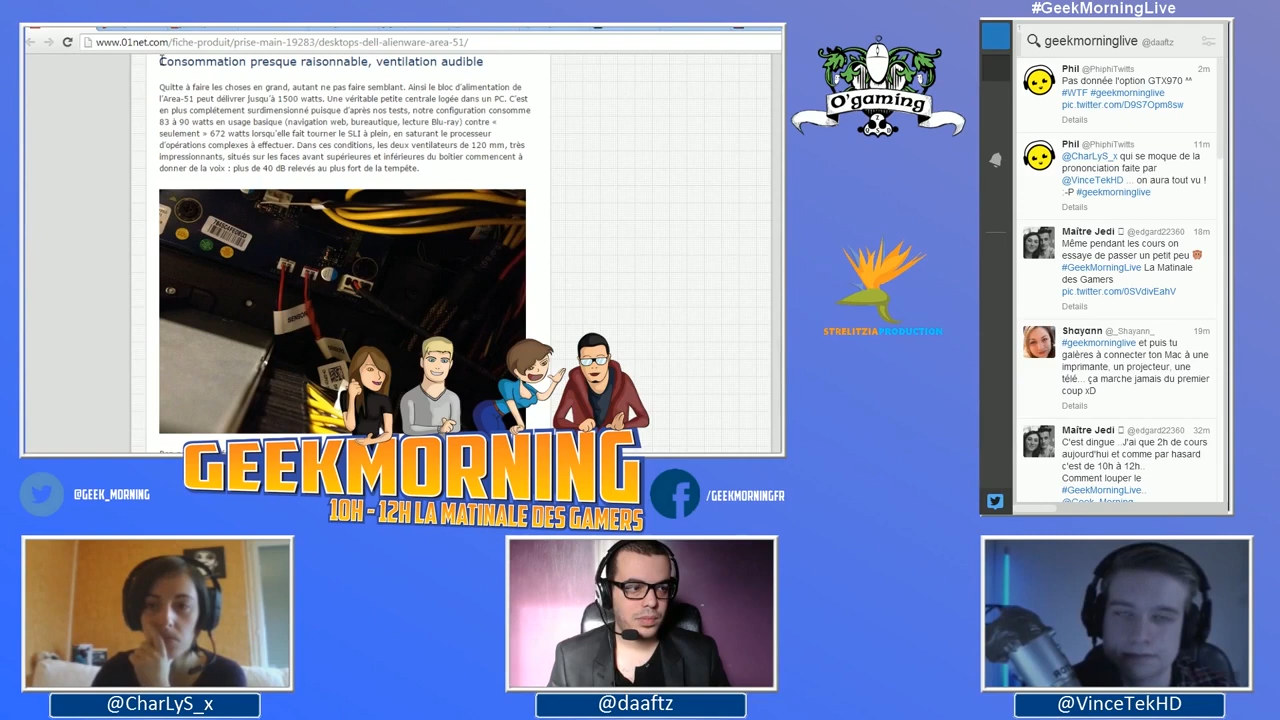 #GeekMorningLive
www.01net.com/fiche-produit/prise-main-19283/desktops-dell-alienware-area-51/
Consommation presque raisonnable, ventilation audible
Quitte à faire les choses en grand, autant ne pas faire semblant. Ainsi le bloc d'alimentation de
l'Area-51 peut délivrer jusqu'à 1500 watts. Une véritable petite centrale logée dans un PC. C'est
en plus complètement surdimensionné puisque d'après nos tests, notre configuration consomme
83 à 90 watts en usage basique (navigation web, bureautique, lecture Blu-ray) contre «
seulement » 672 watts lorsqu'elle fait tourner le SLI à plein, en saturant le processeur
d'opérations complexes à effectuer. Dans ces conditions, les deux ventilateurs de 120 mm, très
impressionnants, situés sur les faces avant supérieures et inférieures du boîtier commencent à
donner de la voix : plus de 40 dB relevés au plus fort de la tempête.
GEEKMORNING
10H - 12H LA MATINALE DES GAMERS
@GEEK_MORNING
/GEEKMORNINGFR
O'gaming
STRELITZIAPRODUCTION
geekmorninglive @daaftz
Phil @PhiphiTwitts 2m
Pas donnée l'option GTX970 ^^
#WTF #geekmorninglive
pic.twitter.com/D9S7Opm8sw
Details
Phil @PhiphiTwitts 11m
@CharLyS_x qui se moque de la
prononciation faite par
@VinceTekHD ... on aura tout vu !
:-P #geekmorninglive
Details
Maître Jedi @edgard22360 18m
Même pendant les cours on
essaye de passer un petit peu
#GeekMorningLive La Matinale
des Gamers
pic.twitter.com/0SVdivEahV
Details
Shayann @_Shayann_ 19m
#geekmorninglive et puis tu
galères à connecter ton Mac à une
imprimante, un projecteur, une
télé... ça marche jamais du premier
coup xD
Details
Maître Jedi @edgard22360 32m
C'est dingue ..J'ai que 2h de cours
aujourd'hui et comme par hasard
c'est de 10h à 12h..
Comment louper le
#GeekMorningLive..
@Geek_Morning
@CharLyS_x
@daaftz
@VinceTekHD